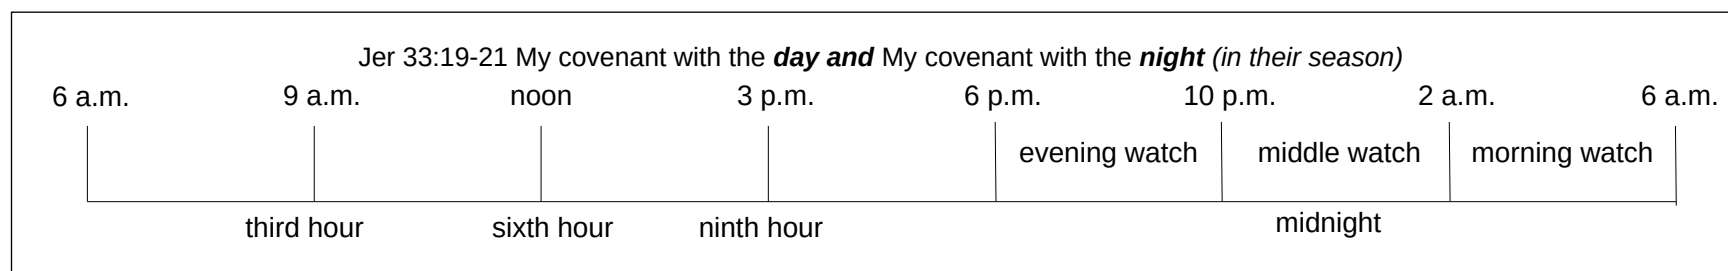 Jer 33:19-21 My covenant with the day and My covenant with the night (in their season)
6 a.m. 9 a.m. noon 3 p.m. 6 p.m. 10 p.m. 2 a.m. 6 a.m.
evening watch middle watch morning watch
third hour sixth hour ninth hour midnight